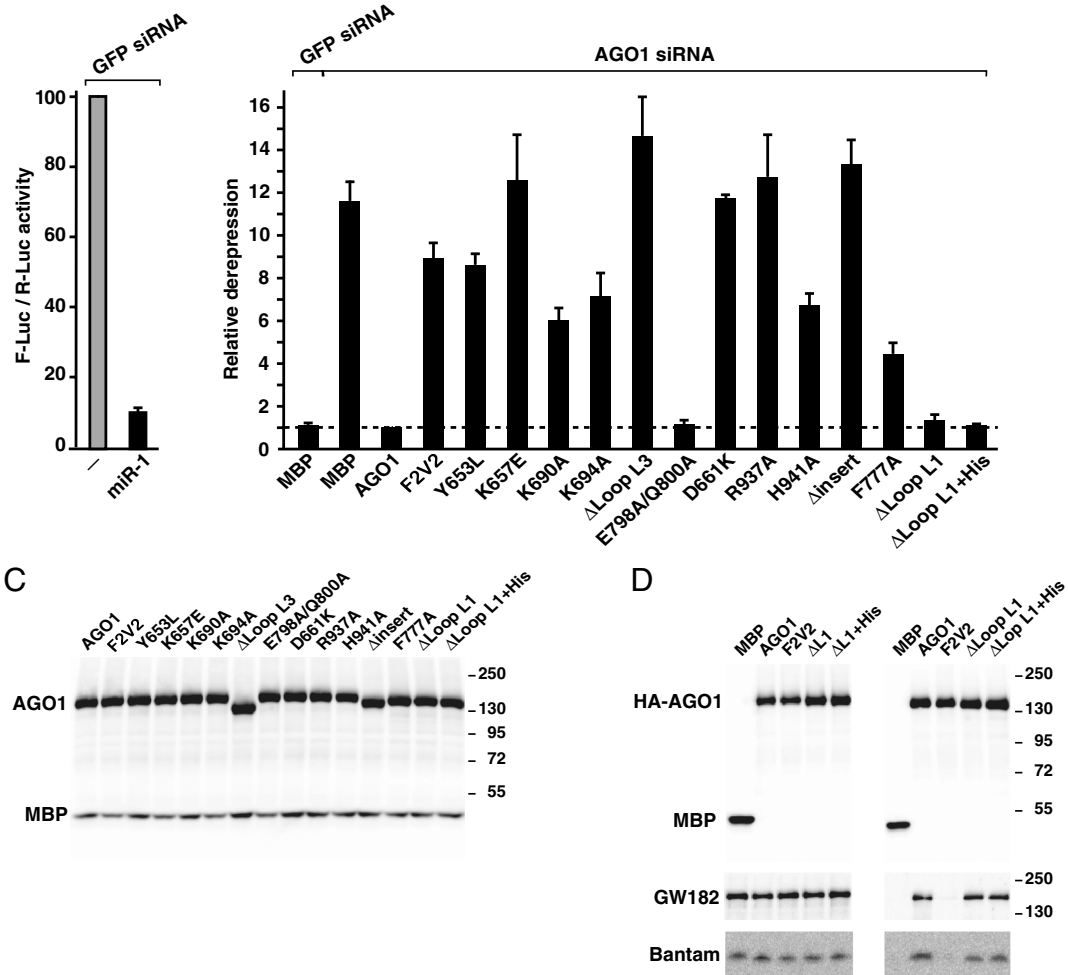 GFP siRNA
F-Luc / R-Luc activity
100
80
60
40
20
0
–
miR-1
GFP siRNA
AGO1 siRNA
Relative derepression
16
14
12
10
8
6
4
2
0
MBP
MBP
AGO1
F2V2
Y653L
K657E
K690A
K694A
ΔLoop L3
E798A/Q800A
D661K
R937A
H941A
Δinsert
F777A
ΔLoop L1
ΔLoop L1+His
C
AGO1
F2V2
Y653L
K657E
K690A
K694A
ΔLoop L3
E798A/Q800A
D661K
R937A
H941A
Δinsert
F777A
ΔLoop L1
ΔLoop L1+His
AGO1
MBP
- 250
- 130
- 95
- 72
- 55
D
MBP
AGO1
F2V2
ΔL1
ΔL1+His
MBP
AGO1
F2V2
ΔLoop L1
ΔLop L1+His
HA-AGO1
MBP
- 250
- 130
- 95
- 72
- 55
GW182
- 250
- 130
Bantam